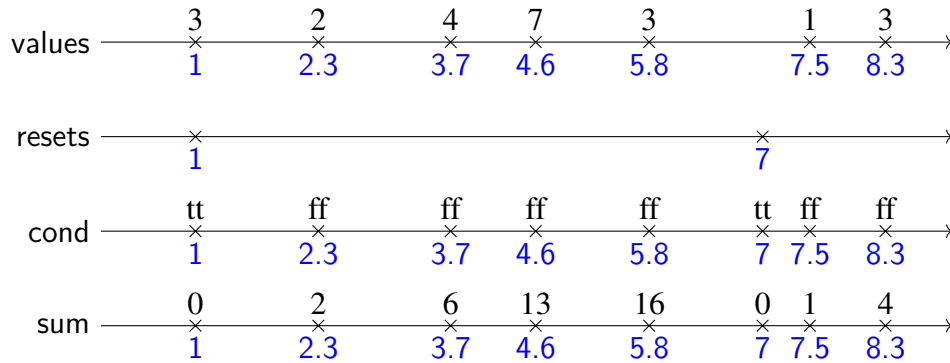 3 2 4 7 3 1 3
values
1 2.3 3.7 4.6 5.8 7.5 8.3
resets
1 7
tt ff ff ff ff tt ff ff
cond
1 2.3 3.7 4.6 5.8 7 7.5 8.3
0 2 6 13 16 0 1 4
sum
1 2.3 3.7 4.6 5.8 7 7.5 8.3